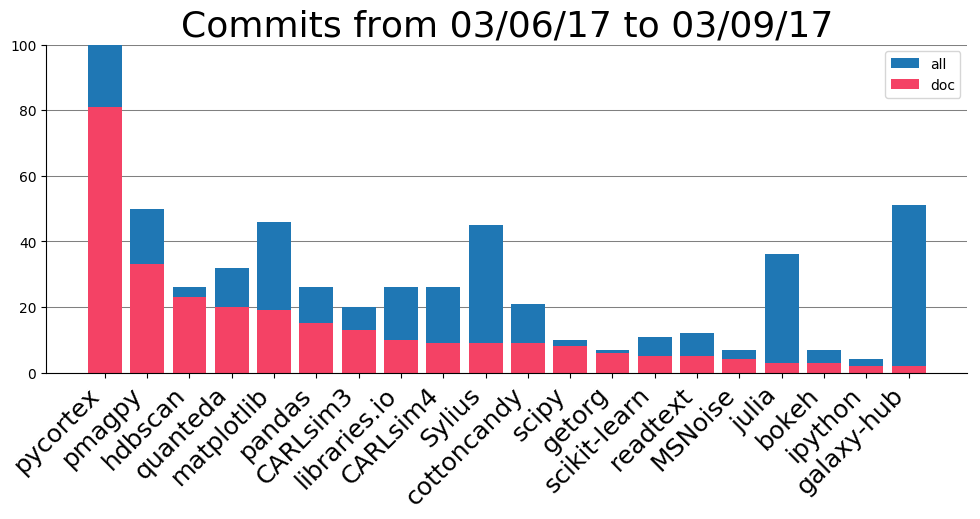 Commits from 03/06/17 to 03/09/17
100
80
60
40
20
0
all
doc
pycortex
pmagpy
hdbscan
quanteda
matplotlib
pandas
CARLsim3
libraries.io
CARLsim4
Sylius
cottoncandy
scipy
getorg
scikit-learn
readtext
MSNoise
julia
bokeh
ipython
galaxy-hub